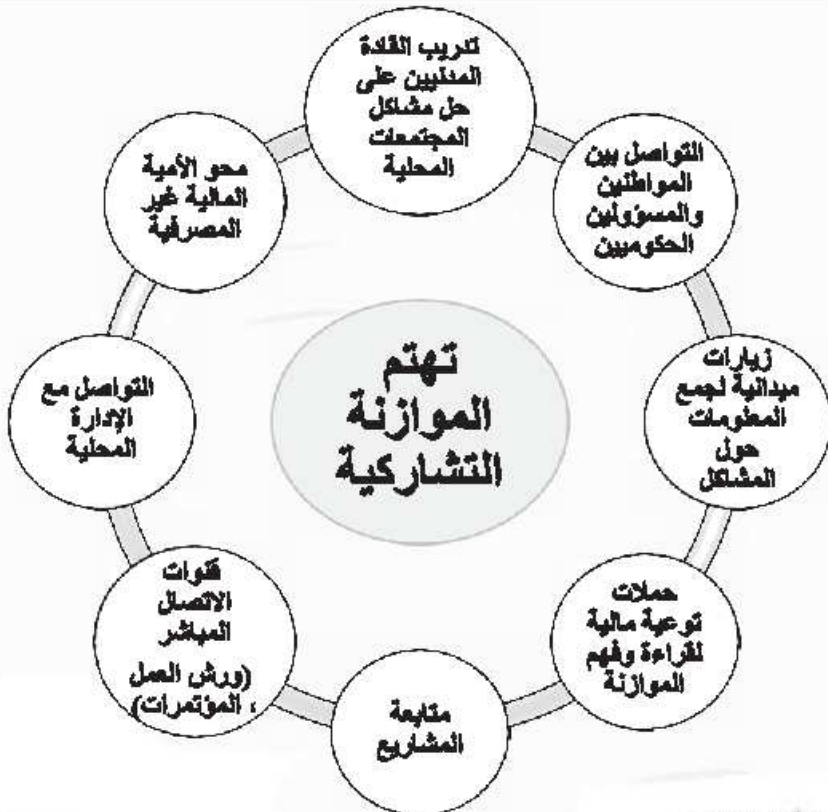 تدريب القادة
المدنيين على
حل مشاكل
المجتمعات
المحلية
التواصل بين
المواطنين
والمسؤولين
الحكوميين
زيارات
ميدانية لجمع
المعلومات
حول
المشاكل
حملات
توعية مالية
لقراءة وفهم
الموازنة
متابعة
المشاريع
قنوات
الاتصال
المباشر
(ورش العمل
، المؤتمرات)
التواصل مع
الإدارة
المحلية
محو الأمية
المالية غير
المصرفية
تهتم
الموازنة
التشاركية